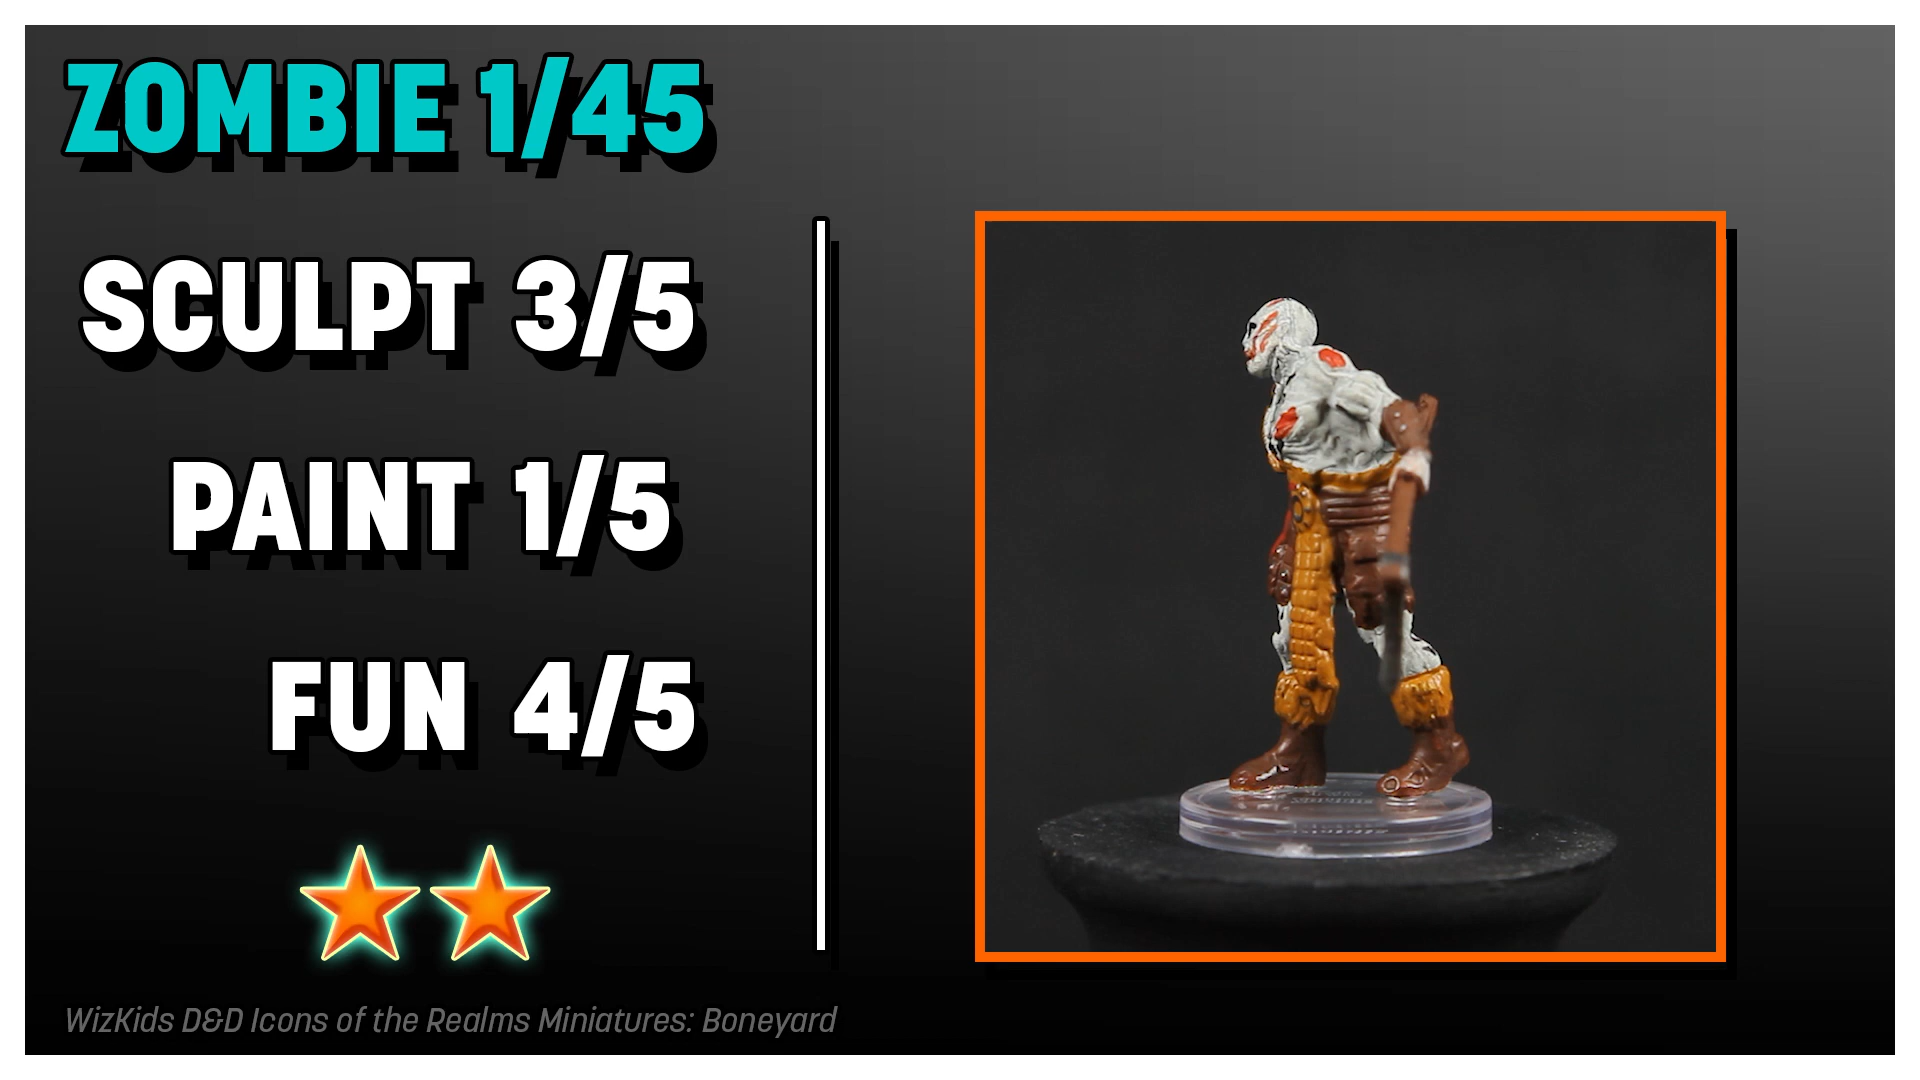 ZOMBIE 1/45
SCULPT 3/5
PAINT 1/5
FUN 4/5
WizKids D&D Icons of the Realms Miniatures: Boneyard